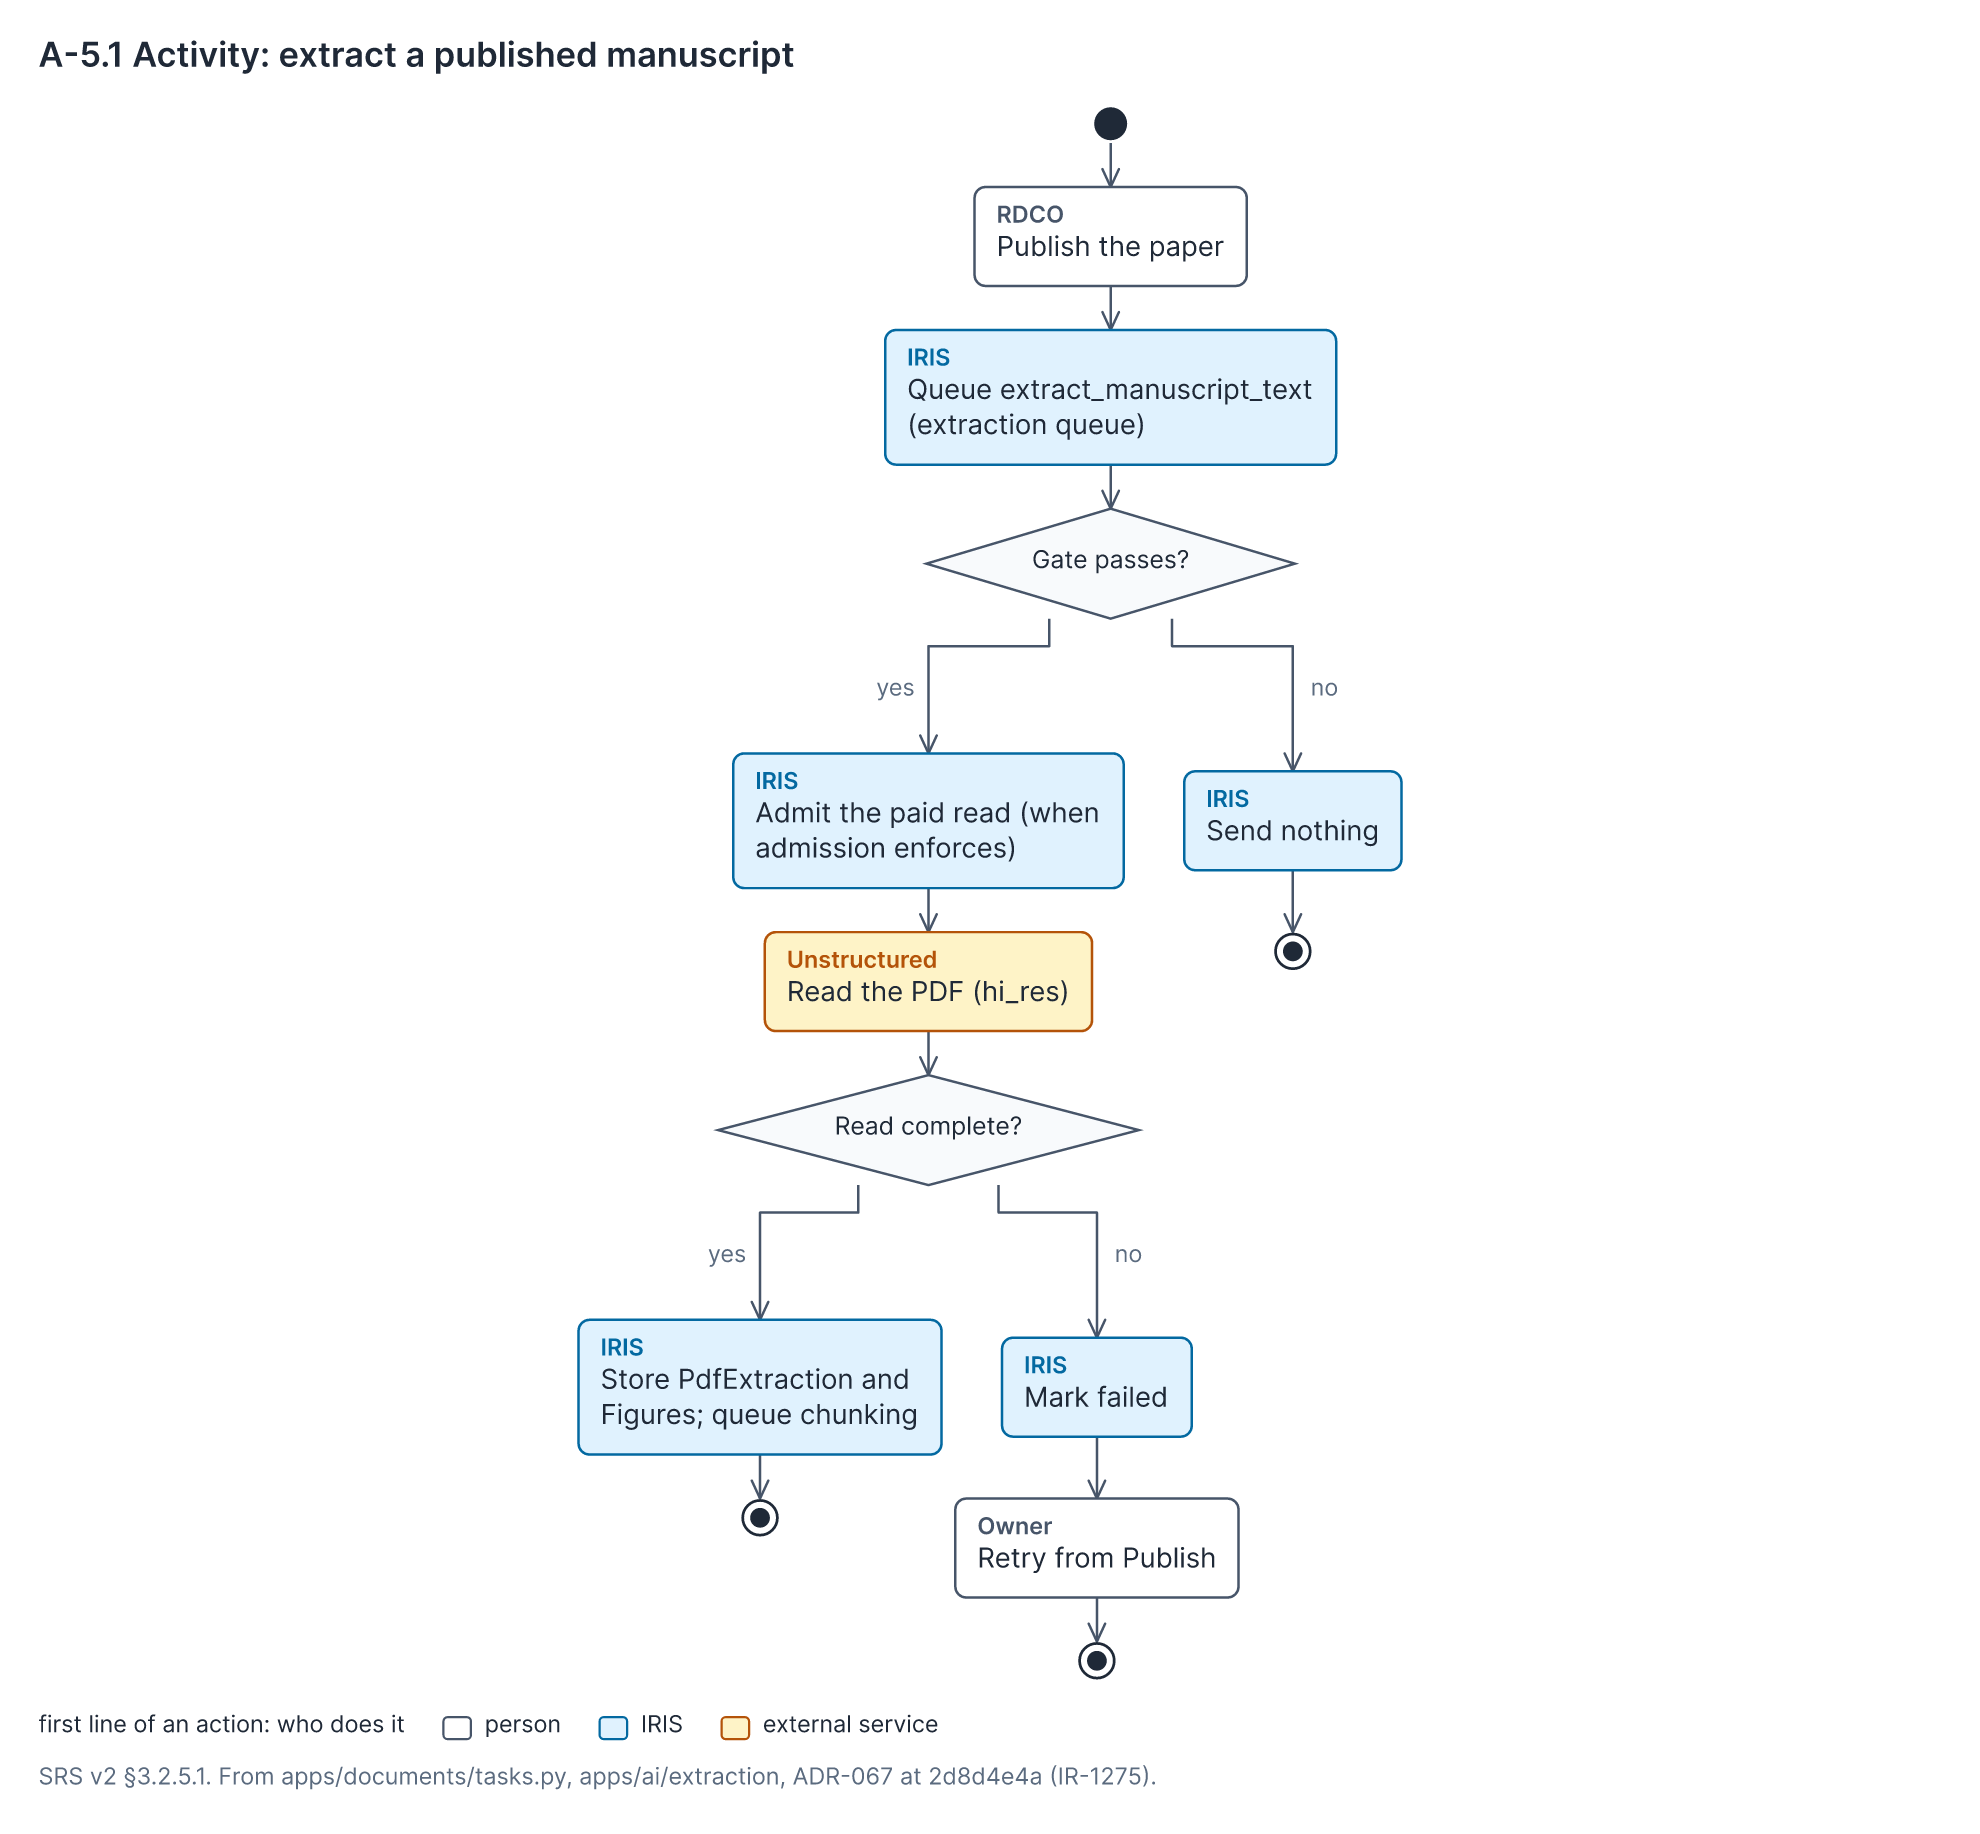 A-5.1 Activity: extract a published manuscript
RDCO
Publish the paper
IRIS
Queue extract_manuscript_text
(extraction queue)
Gate passes?
yes
no
IRIS
Admit the paid read (when
admission enforces)
IRIS
Send nothing
Unstructured
Read the PDF (hi_res)
Read complete?
yes
no
IRIS
Store PdfExtraction and
Figures; queue chunking
IRIS
Mark failed
Owner
Retry from Publish
first line of an action: who does it
person
IRIS
external service
SRS v2 §3.2.5.1. From apps/documents/tasks.py, apps/ai/extraction, ADR-067 at 2d8d4e4a (IR-1275).